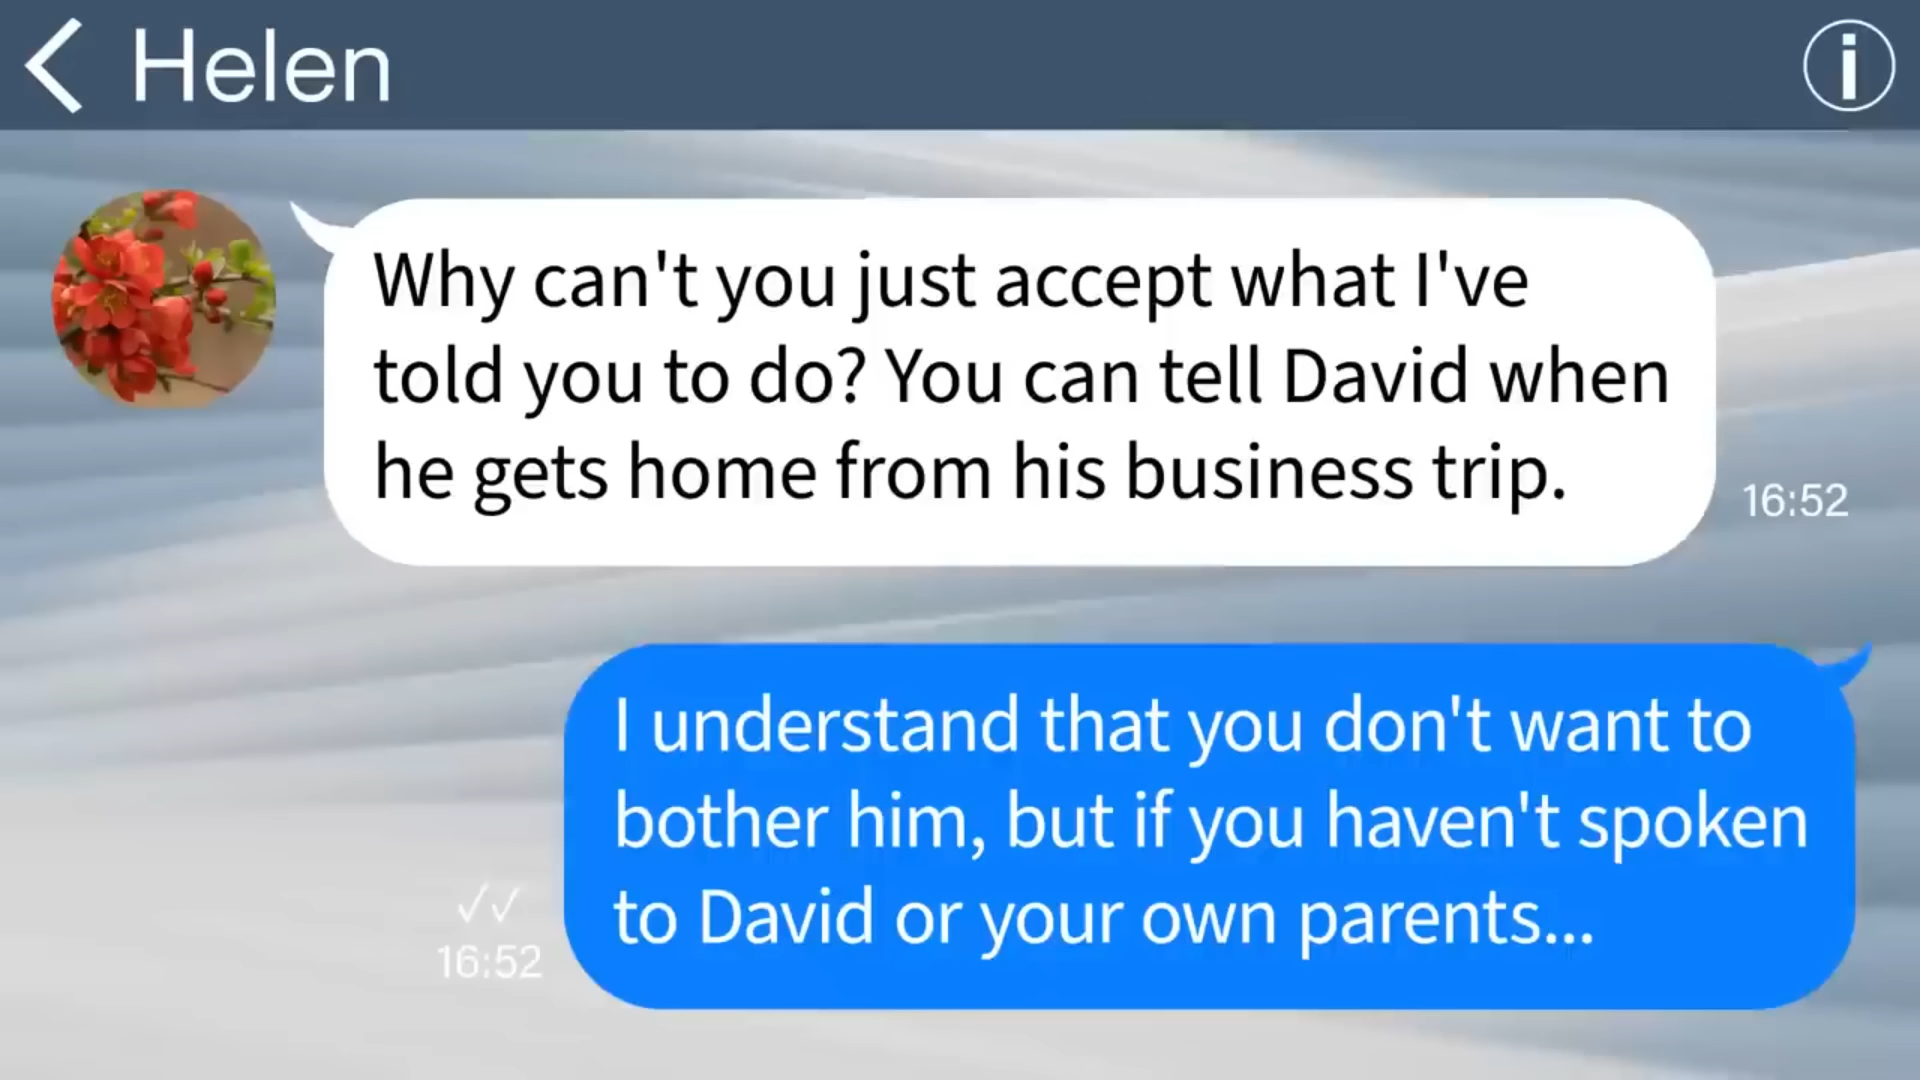 Helen
Why can't you just accept what I've
told you to do? You can tell David when
he gets home from his business trip.
16:52
I understand that you don't want to
bother him, but if you haven't spoken
to David or your own parents...
16:52